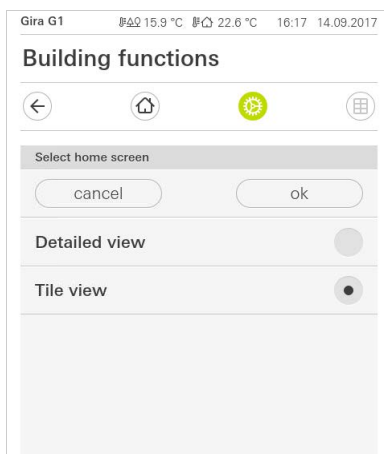 Gira G1 15.9 °C 22.6 °C 16:17 14.09.2017
Building functions
Select home screen
cancel ok
Detailed view
Tile view